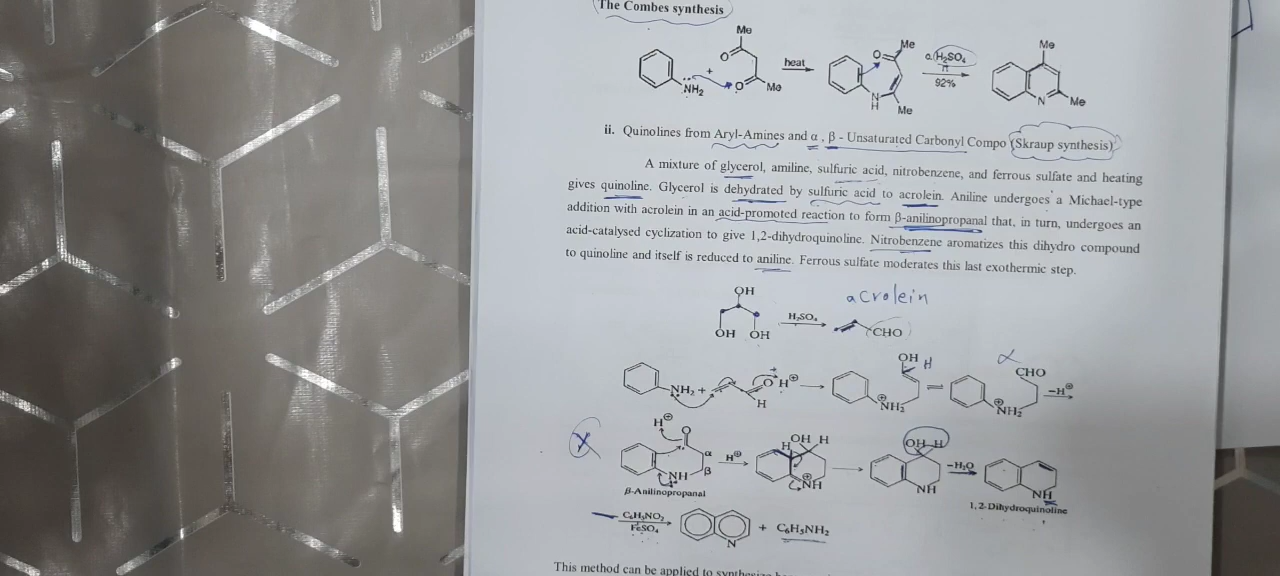 The Combes synthesis
Me
O
+
heat
NH2
O
Me
O
Me
N
H
Me
a.H2SO4
rt
92%
Me
N
Me
ii. Quinolines from Aryl-Amines and α , β - Unsaturated Carbonyl Compo (Skraup synthesis)
A mixture of glycerol, amiline, sulfuric acid, nitrobenzene, and ferrous sulfate and heating
gives quinoline. Glycerol is dehydrated by sulfuric acid to acrolein. Aniline undergoes a Michael-type
addition with acrolein in an acid-promoted reaction to form β-anilinopropanal that, in turn, undergoes an
acid-catalysed cyclization to give 1,2-dihydroquinoline. Nitrobenzene aromatizes this dihydro compound
to quinoline and itself is reduced to aniline. Ferrous sulfate moderates this last exothermic step.
OH
OH OH
H2SO4
acrolein
CHO
NH2 +
O H⊕
H
OH H
⊕NH2
α
CHO
⊕NH2
−H⊕
H⊕
O
α
β
NH
β-Anilinopropanal
H⊕
H OH H
⊕NH
OH H
NH
−H2O
NH
1, 2-Dihydroquinoline
C6H5NO2
FeSO4
N
+ C6H5NH2
This method can be applied to